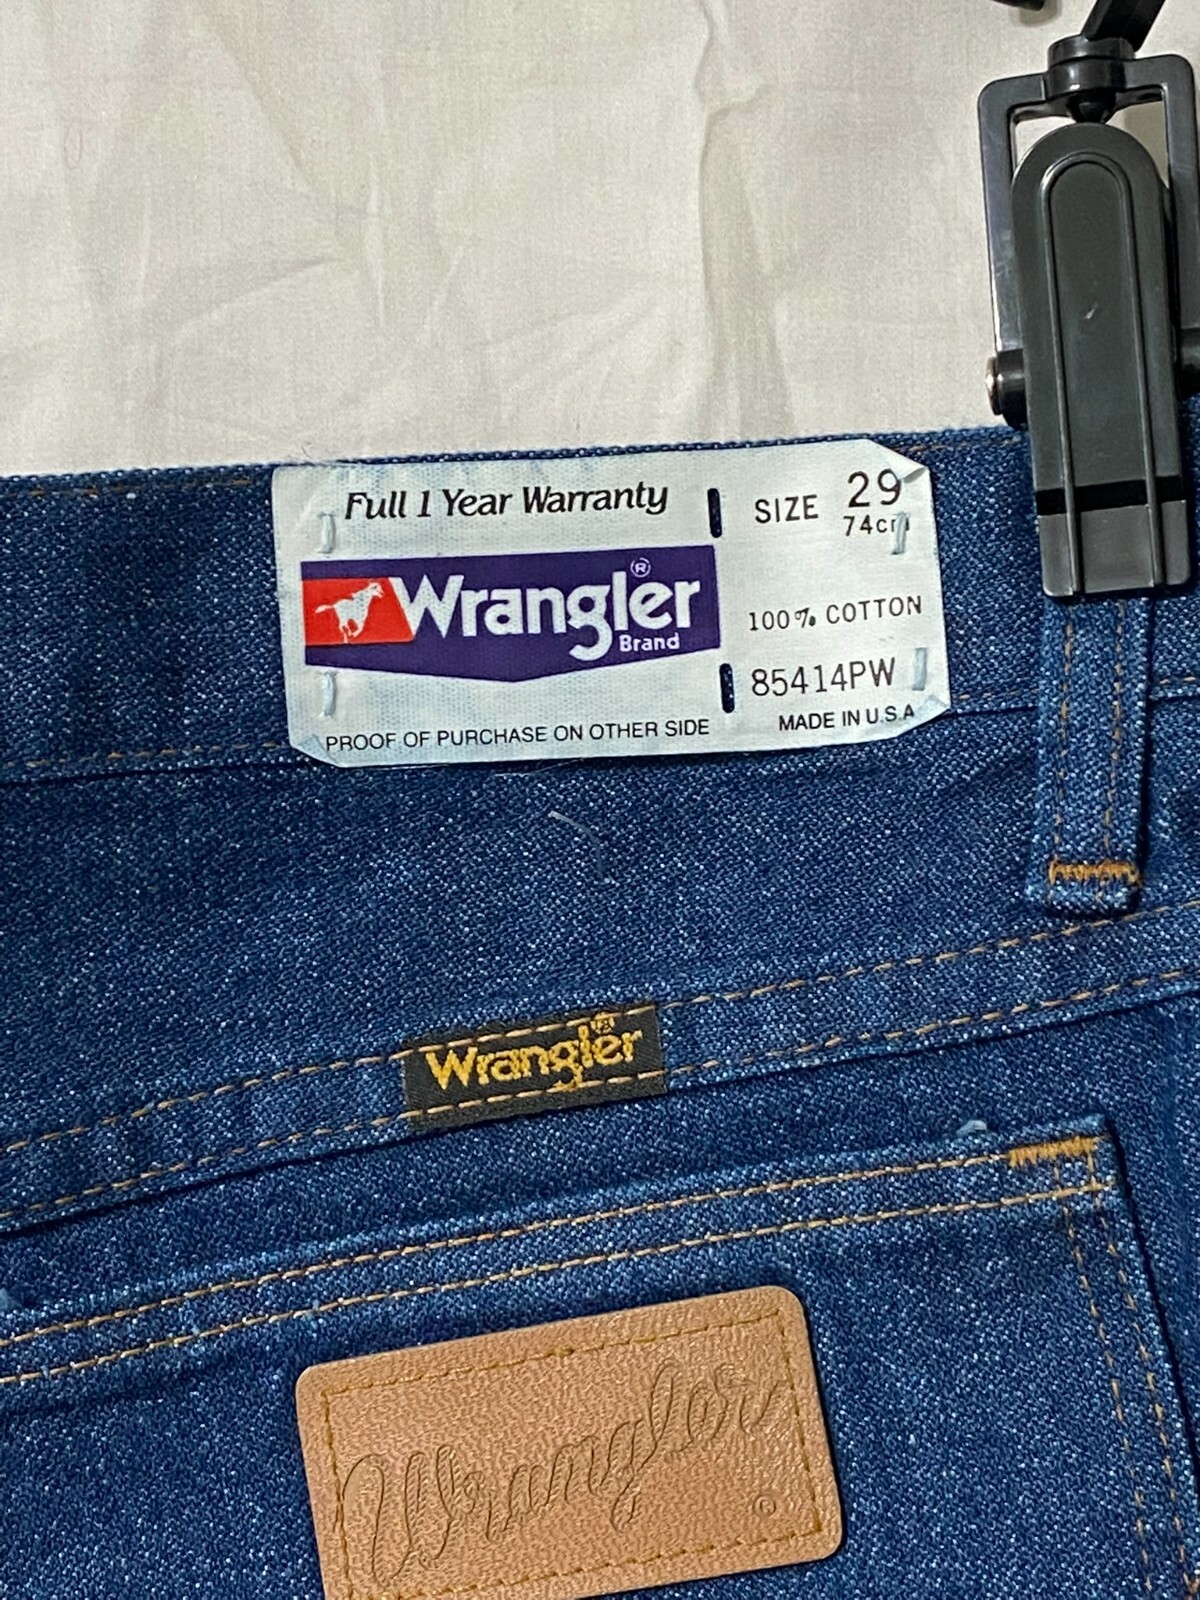 Full 1 Year Warranty
SIZE 29
74cm
Wrangler®
Brand
100% COTTON
85414PW
PROOF OF PURCHASE ON OTHER SIDE
MADE IN U.S.A
Wrangler®
Wrangler®